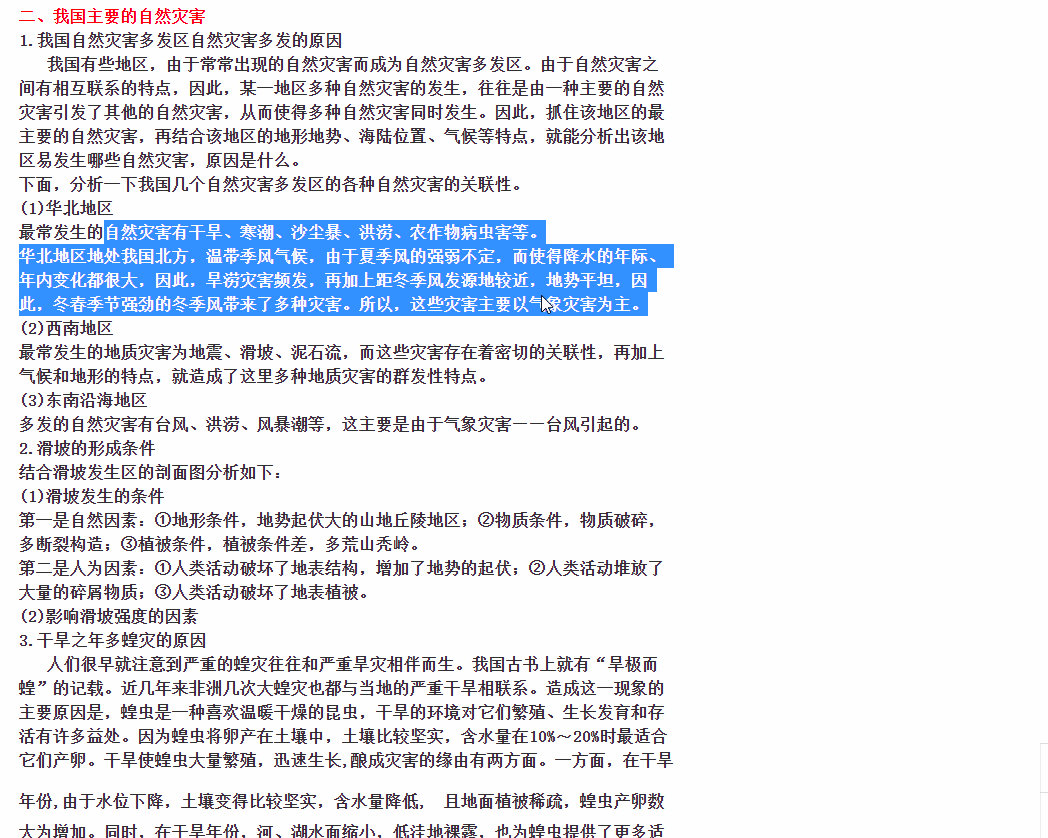 二、我国主要的自然灾害
1.我国自然灾害多发区自然灾害多发的原因
我国有些地区，由于常常出现的自然灾害而成为自然灾害多发区。由于自然灾害之
间有相互联系的特点，因此，某一地区多种自然灾害的发生，往往是由一种主要的自然
灾害引发了其他的自然灾害，从而使得多种自然灾害同时发生。因此，抓住该地区的最
主要的自然灾害，再结合该地区的地形地势、海陆位置、气候等特点，就能分析出该地
区易发生哪些自然灾害，原因是什么。
下面，分析一下我国几个自然灾害多发区的各种自然灾害的关联性。
(1)华北地区
最常发生的自然灾害有干旱、寒潮、沙尘暴、洪涝、农作物病虫害等。
华北地区地处我国北方，温带季风气候，由于夏季风的强弱不定，而使得降水的年际、
年内变化都很大，因此，旱涝灾害频发，再加上距冬季风发源地较近，地势平坦，因
此，冬春季节强劲的冬季风带来了多种灾害。所以，这些灾害主要以气象灾害为主。
(2)西南地区
最常发生的地质灾害为地震、滑坡、泥石流，而这些灾害存在着密切的关联性，再加上
气候和地形的特点，就造成了这里多种地质灾害的群发性特点。
(3)东南沿海地区
多发的自然灾害有台风、洪涝、风暴潮等，这主要是由于气象灾害——台风引起的。
2.滑坡的形成条件
结合滑坡发生区的剖面图分析如下：
(1)滑坡发生的条件
第一是自然因素：①地形条件，地势起伏大的山地丘陵地区；②物质条件，物质破碎，
多断裂构造；③植被条件，植被条件差，多荒山秃岭。
第二是人为因素：①人类活动破坏了地表结构，增加了地势的起伏；②人类活动堆放了
大量的碎屑物质；③人类活动破坏了地表植被。
(2)影响滑坡强度的因素
3.干旱之年多蝗灾的原因
人们很早就注意到严重的蝗灾往往和严重旱灾相伴而生。我国古书上就有“旱极而
蝗”的记载。近几年来非洲几次大蝗灾也都与当地的严重干旱相联系。造成这一现象的
主要原因是，蝗虫是一种喜欢温暖干燥的昆虫，干旱的环境对它们繁殖、生长发育和存
活有许多益处。因为蝗虫将卵产在土壤中，土壤比较坚实，含水量在10%～20%时最适合
它们产卵。干旱使蝗虫大量繁殖，迅速生长,酿成灾害的缘由有两方面。一方面，在干旱
年份,由于水位下降，土壤变得比较坚实，含水量降低， 且地面植被稀疏，蝗虫产卵数
大为增加。同时，在干旱年份，河、湖水面缩小，低洼地裸露，也为蝗虫提供了更多适